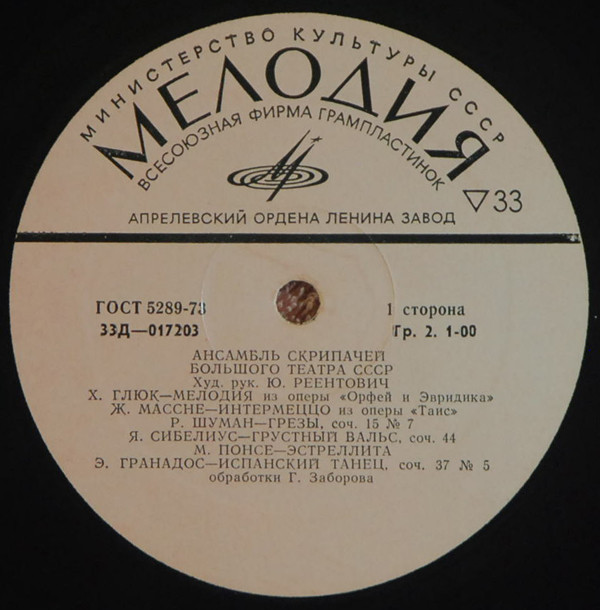 МИНИСТЕРСТВО КУЛЬТУРЫ СССР
МЕЛОДИЯ
ВСЕСОЮЗНАЯ ФИРМА ГРАМПЛАСТИНОК
33
АПРЕЛЕВСКИЙ ОРДЕНА ЛЕНИНА ЗАВОД
ГОСТ 5289-73
1 сторона
33Д—017203
Гр. 2. 1-00
АНСАМБЛЬ СКРИПАЧЕЙ
БОЛЬШОГО ТЕАТРА СССР
Худ. рук. Ю. РЕЕНТОВИЧ
Х. ГЛЮК—МЕЛОДИЯ из оперы «Орфей и Эвридика»
Ж. МАССНЕ—ИНТЕРМЕЦЦО из оперы «Таис»
Р. ШУМАН—ГРЕЗЫ, соч. 15 № 7
Я. СИБЕЛИУС—ГРУСТНЫЙ ВАЛЬС, соч. 44
М. ПОНСЕ—ЭСТРЕЛЛИТА
Э. ГРАНАДОС—ИСПАНСКИЙ ТАНЕЦ, соч. 37 № 5
обработки Г. Заборова